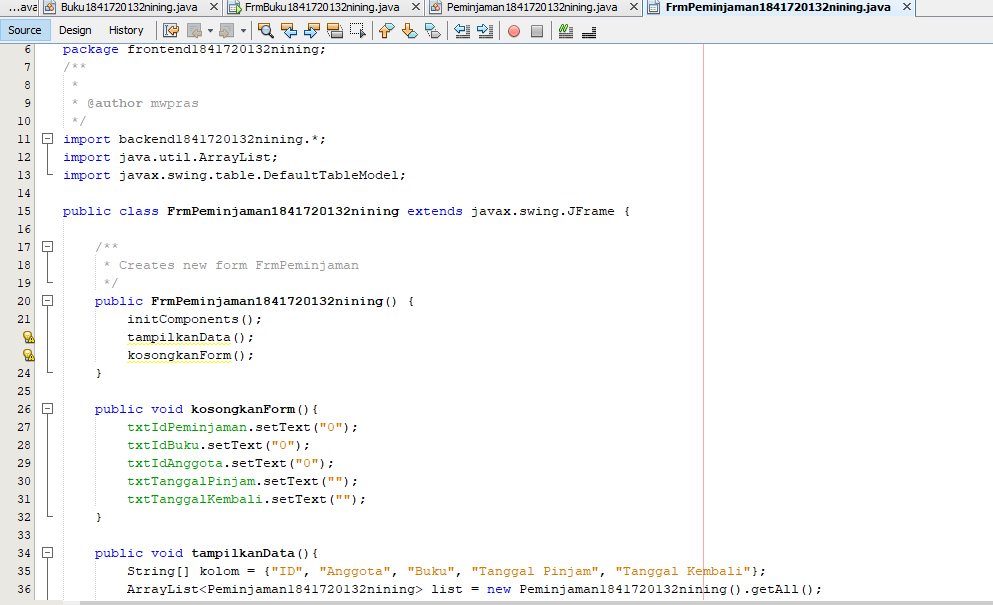 ...ava Buku1841720132nining.java FrmBuku1841720132nining.java Peminjaman1841720132nining.java FrmPeminjaman1841720132nining.java
Source Design History
6 package frontend1841720132nining;
7 /**
8 *
9 * @author mwpras
10 */
11 import backend1841720132nining.*;
12 import java.util.ArrayList;
13 import javax.swing.table.DefaultTableModel;
14
15 public class FrmPeminjaman1841720132nining extends javax.swing.JFrame {
16
17 /**
18 * Creates new form FrmPeminjaman
19 */
20 public FrmPeminjaman1841720132nining() {
21 initComponents();
tampilkanData();
kosongkanForm();
24 }
25
26 public void kosongkanForm(){
27 txtIdPeminjaman.setText("0");
28 txtIdBuku.setText("0");
29 txtIdAnggota.setText("0");
30 txtTanggalPinjam.setText("");
31 txtTanggalKembali.setText("");
32 }
33
34 public void tampilkanData(){
35 String[] kolom = {"ID", "Anggota", "Buku", "Tanggal Pinjam", "Tanggal Kembali"};
36 ArrayList<Peminjaman1841720132nining> list = new Peminjaman1841720132nining().getAll();